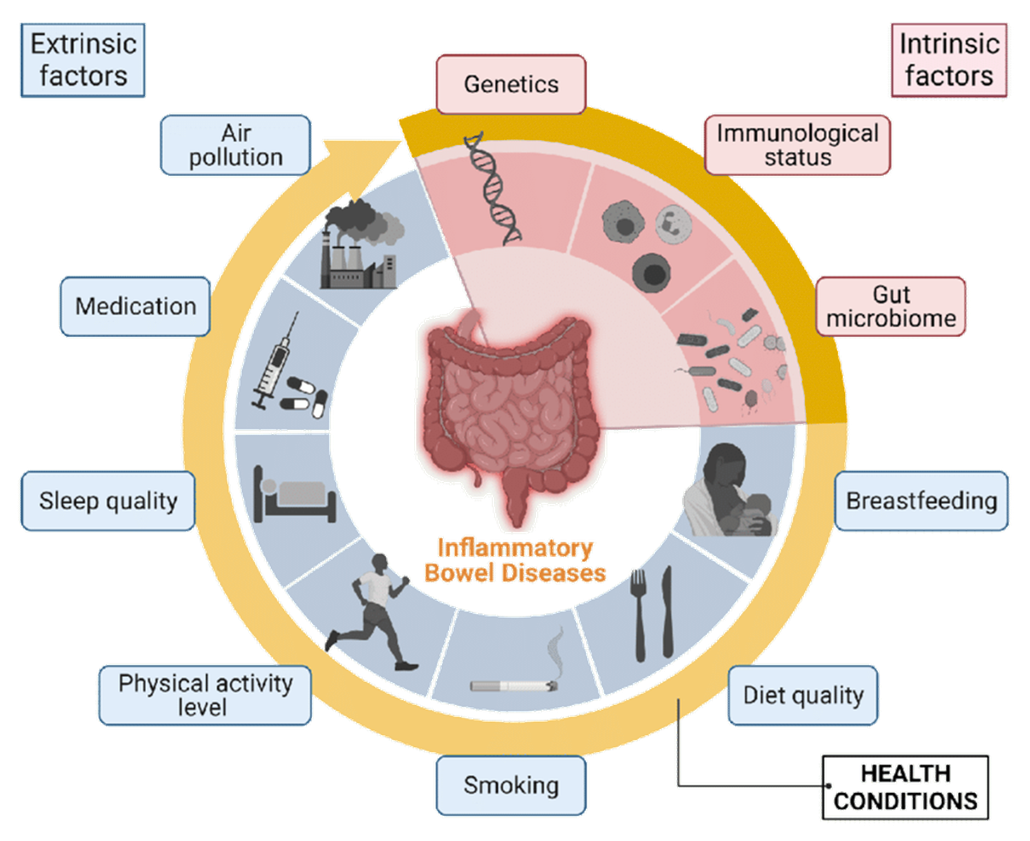 Extrinsic
factors
Intrinsic
factors
Genetics
Air
pollution
Immunological
status
Medication
Gut
microbiome
Sleep quality
Breastfeeding
Inflammatory
Bowel Diseases
Physical activity
level
Diet quality
Smoking
HEALTH
CONDITIONS